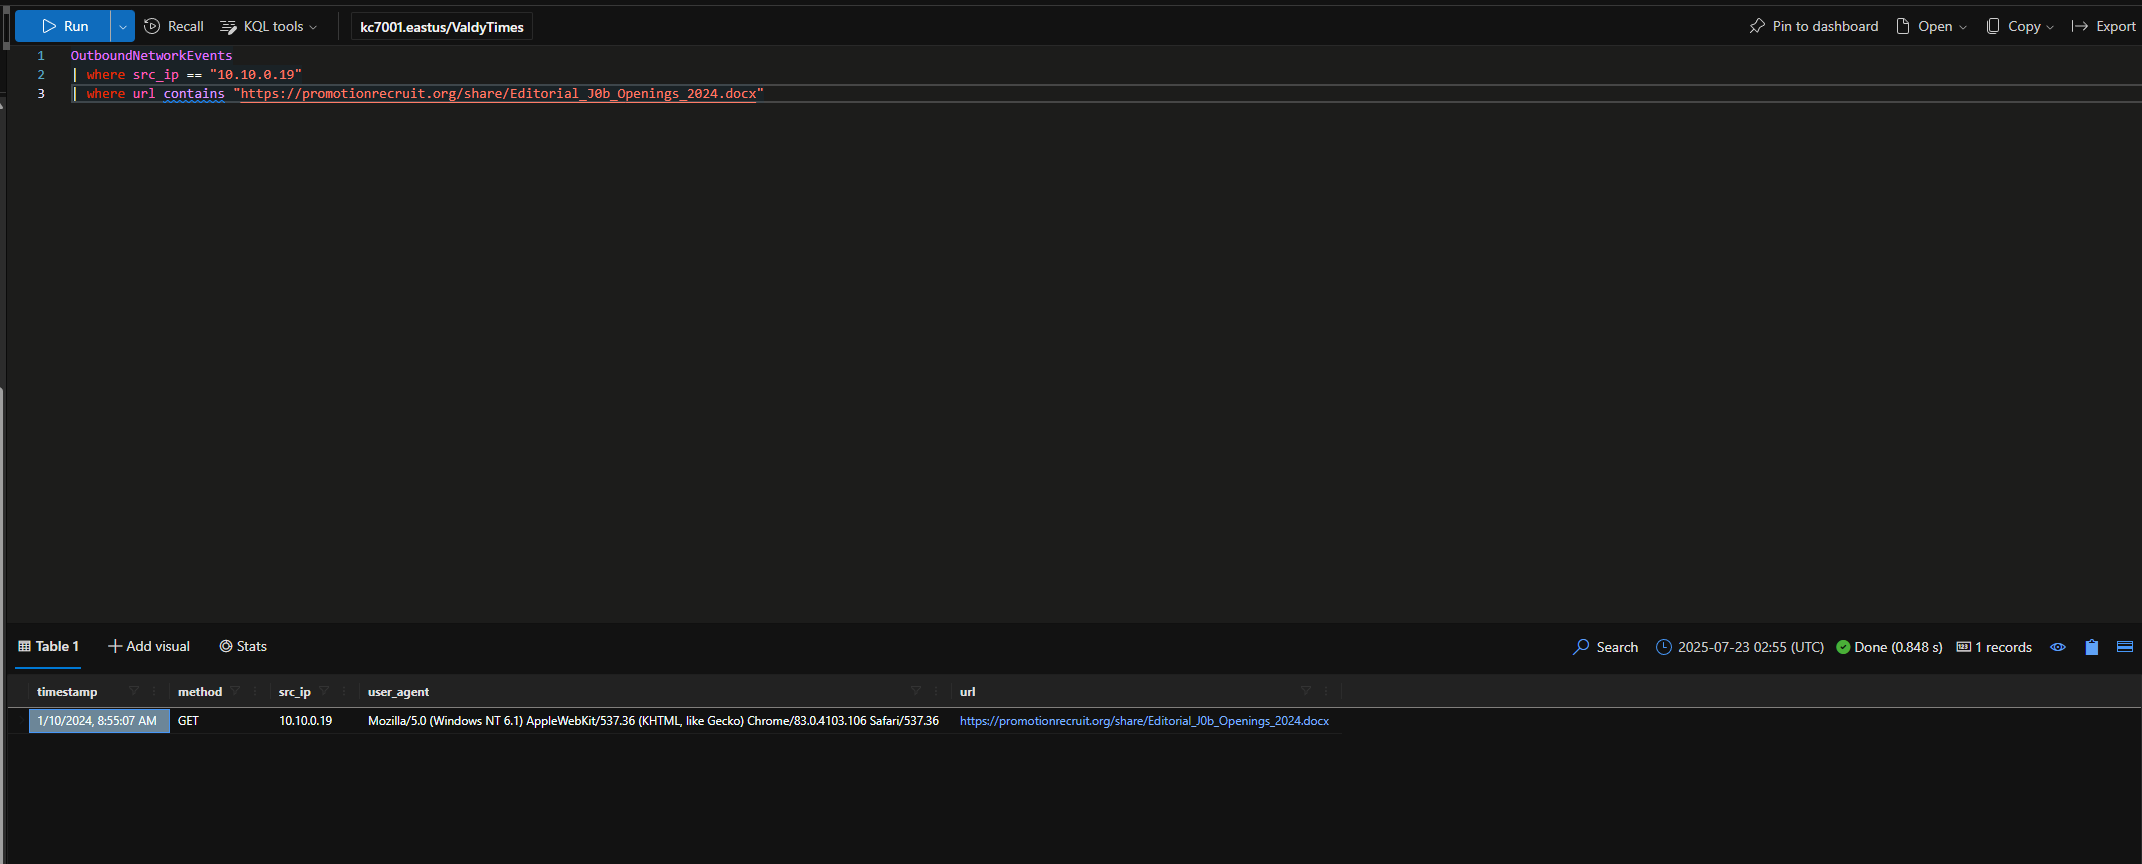 Run Recall KQL tools kc7001.eastus/ValdyTimes Pin to dashboard Open Copy Export
1 OutboundNetworkEvents
2 | where src_ip == "10.10.0.19"
3 | where url contains "https://promotionrecruit.org/share/Editorial_J0b_Openings_2024.docx"
Table 1 Add visual Stats Search 2025-07-23 02:55 (UTC) Done (0.848 s) 1 records
timestamp method src_ip user_agent url
1/10/2024, 8:55:07 AM GET 10.10.0.19 Mozilla/5.0 (Windows NT 6.1) AppleWebKit/537.36 (KHTML, like Gecko) Chrome/83.0.4103.106 Safari/537.36 https://promotionrecruit.org/share/Editorial_J0b_Openings_2024.docx